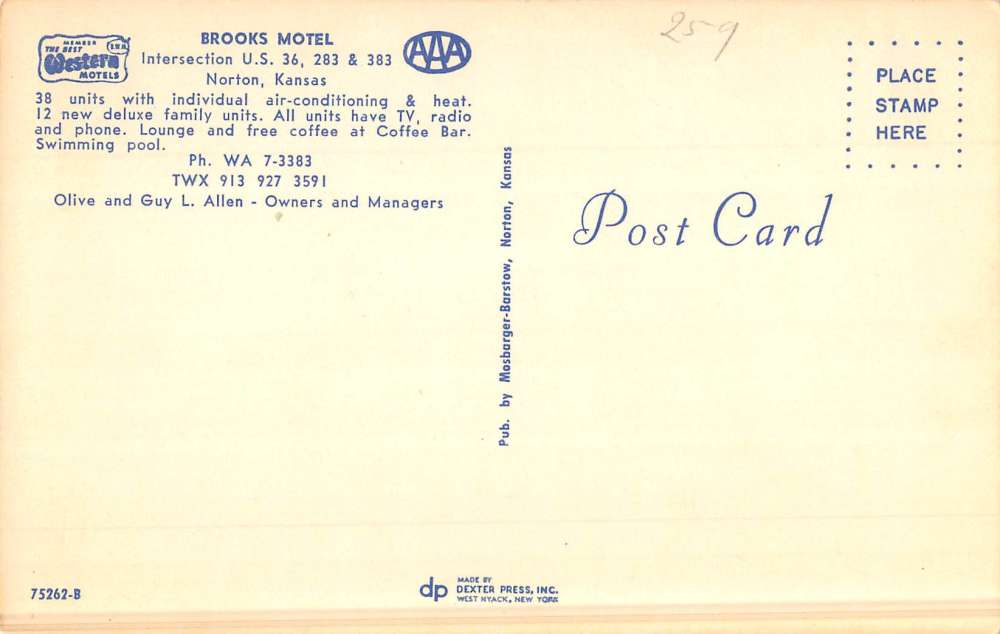 MEMBER
THE BEST
Western
MOTELS
BROOKS MOTEL
Intersection U.S. 36, 283 & 383
Norton, Kansas
AAA
38 units with individual air-conditioning & heat.
12 new deluxe family units. All units have TV, radio
and phone. Lounge and free coffee at Coffee Bar.
Swimming pool.
Ph. WA 7-3383
TWX 913 927 3591
Olive and Guy L. Allen - Owners and Managers
259
PLACE
STAMP
HERE
Post Card
Pub. by Mosbarger-Barstow, Norton, Kansas
75262-B
dp
MADE BY
DEXTER PRESS, INC.
WEST NYACK, NEW YORK